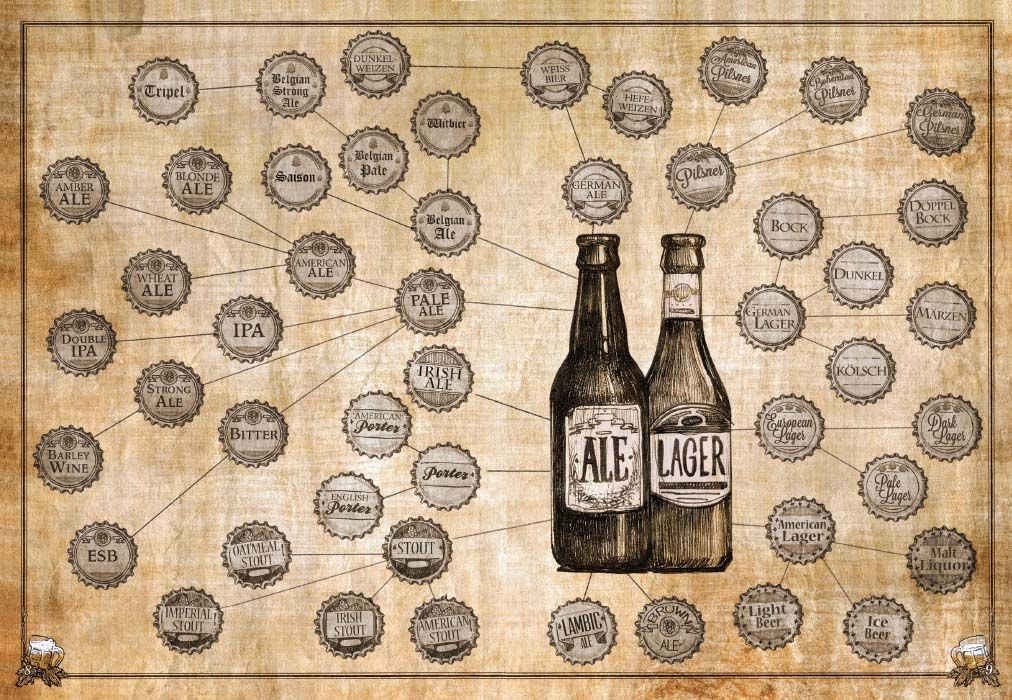 Tripel
Belgian
Strong
Ale
DUNKEL-
WEIZEN
Witbier
Belgian
Pale
Saison
BLONDE
ALE
AMBER
ALE
Belgian
Ale
AMERICAN
ALE
WHEAT
ALE
PALE
ALE
IPA
DOUBLE
IPA
STRONG
ALE
BARLEY
WINE
BITTER
ESB
IRISH
ALE
AMERICAN
Porter
Porter
ENGLISH
Porter
STOUT
OATMEAL
STOUT
IMPERIAL
STOUT
IRISH
STOUT
AMERICAN
STOUT
WEISS
BIER
HEFE-
WEIZEN
GERMAN
ALE
ALE
LAGER
LAMBIC
ALE
BROWN
ALE
American
Pilsner
Bohemian
Pilsner
German
Pilsner
Pilsner
BOCK
DOPPEL
BOCK
DUNKEL
GERMAN
LAGER
MÄRZEN
KÖLSCH
European
Lager
Dark
Lager
Pale
Lager
American
Lager
Malt
Liquor
Light
Beer
Ice
Beer
8
9